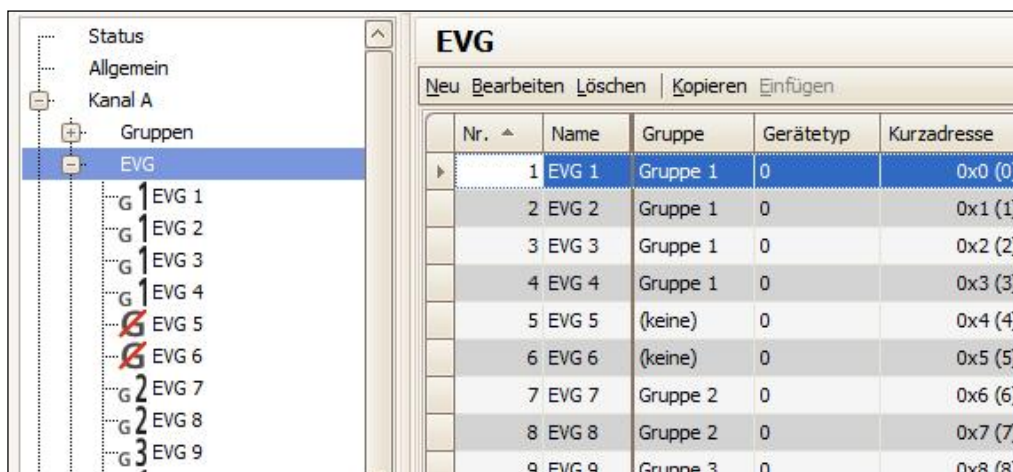 Status
Allgemein
Kanal A
Gruppen
EVG
G 1 EVG 1
G 1 EVG 2
G 1 EVG 3
G 1 EVG 4
G EVG 5
G EVG 6
G 2 EVG 7
G 2 EVG 8
G 3 EVG 9
EVG
Neu Bearbeiten Löschen Kopieren Einfügen
Nr. Name Gruppe Gerätetyp Kurzadresse
1 EVG 1 Gruppe 1 0 0x0 (0)
2 EVG 2 Gruppe 1 0 0x1 (1)
3 EVG 3 Gruppe 1 0 0x2 (2)
4 EVG 4 Gruppe 1 0 0x3 (3)
5 EVG 5 (keine) 0 0x4 (4)
6 EVG 6 (keine) 0 0x5 (5)
7 EVG 7 Gruppe 2 0 0x6 (6)
8 EVG 8 Gruppe 2 0 0x7 (7)
9 EVG 9 Gruppe 3 0 0x8 (8)